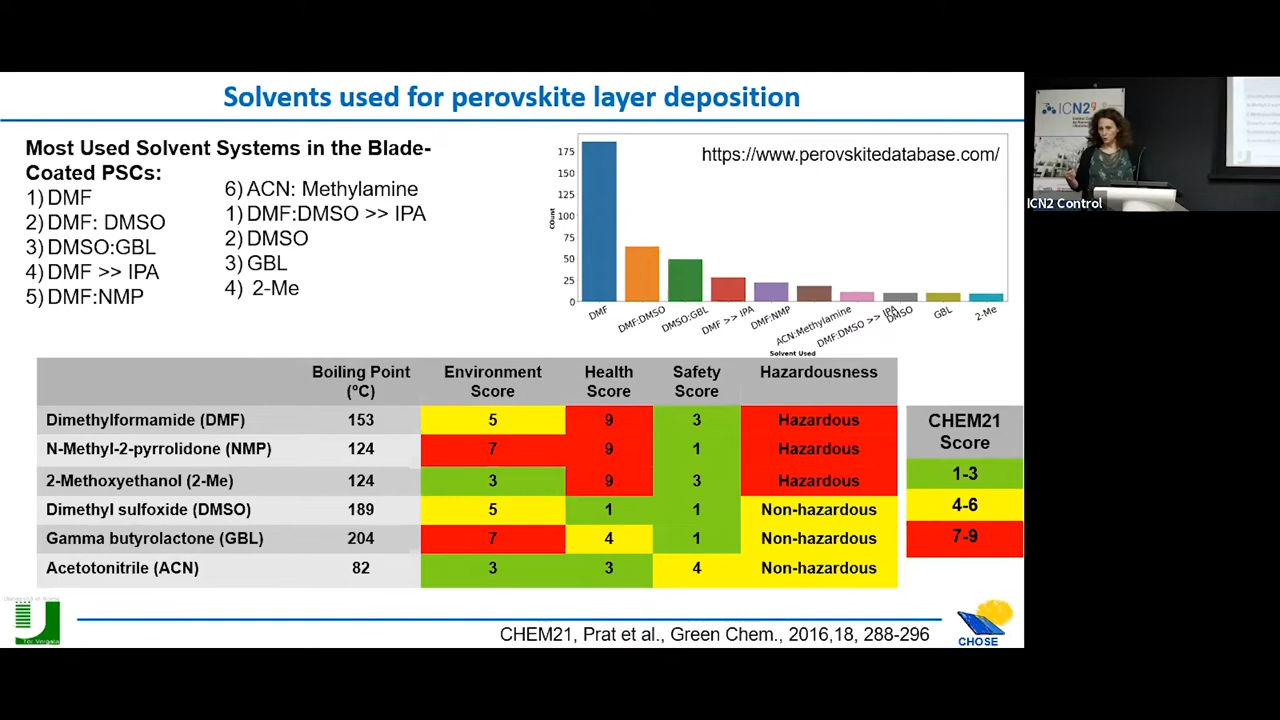 Solvents used for perovskite layer deposition
Most Used Solvent Systems in the Blade-
Coated PSCs:
1) DMF
2) DMF: DMSO
3) DMSO:GBL
4) DMF >> IPA
5) DMF:NMP
6) ACN: Methylamine
1) DMF:DMSO >> IPA
2) DMSO
3) GBL
4) 2-Me
https://www.perovskitedatabase.com/
175
150
125
100
75
50
25
0
COunt
DMF
DMF:DMSO
DMSO:GBL
DMF >> IPA
DMF:NMP
ACN:Methylamine
DMF:DMSO >> IPA
DMSO
GBL
2-Me
Solvent Used
Boiling Point (°C) Environment Score Health Score Safety Score Hazardousness
Dimethylformamide (DMF) 153 5 9 3 Hazardous
N-Methyl-2-pyrrolidone (NMP) 124 7 9 1 Hazardous
2-Methoxyethanol (2-Me) 124 3 9 3 Hazardous
Dimethyl sulfoxide (DMSO) 189 5 1 1 Non-hazardous
Gamma butyrolactone (GBL) 204 7 4 1 Non-hazardous
Acetotonitrile (ACN) 82 3 3 4 Non-hazardous
CHEM21
Score
1-3
4-6
7-9
Tor Vergata
CHEM21, Prat et al., Green Chem., 2016,18, 288-296
CHOSE
ICN2
ICN2 Control